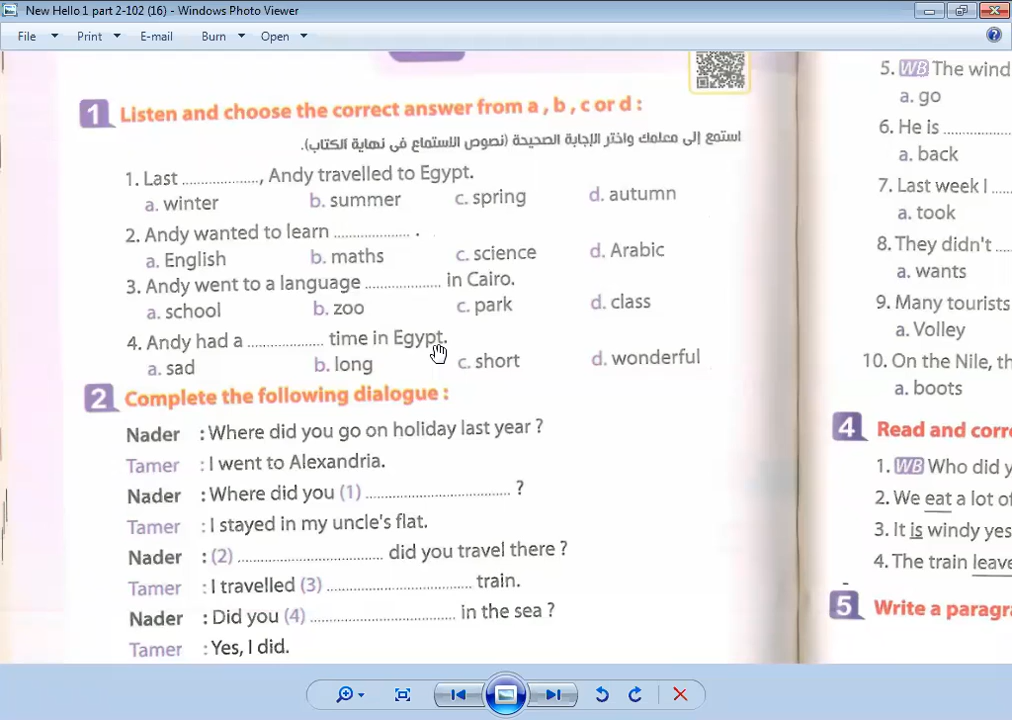 New Hello 1 part 2-102 (16) - Windows Photo Viewer
File Print E-mail Burn Open
1 Listen and choose the correct answer from a , b , c or d :
استمع إلى معلمك واختر الإجابة الصحيحة (نصوص الاستماع فى نهاية الكتاب).
1. Last ..................., Andy travelled to Egypt.
a. winter b. summer c. spring d. autumn
2. Andy wanted to learn ................... .
a. English b. maths c. science d. Arabic
3. Andy went to a language ................... in Cairo.
a. school b. zoo c. park d. class
4. Andy had a ................... time in Egypt.
a. sad b. long c. short d. wonderful
2 Complete the following dialogue :
Nader : Where did you go on holiday last year ?
Tamer : I went to Alexandria.
Nader : Where did you (1) ................................... ?
Tamer : I stayed in my uncle's flat.
Nader : (2) ................................... did you travel there ?
Tamer : I travelled (3) ................................... train.
Nader : Did you (4) ................................... in the sea ?
Tamer : Yes, I did.
5. WB The wind
a. go
6. He is ................
a. back
7. Last week I .....
a. took
8. They didn't .....
a. wants
9. Many tourists
a. Volley
10. On the Nile, th
a. boots
4 Read and corre
1. WB Who did y
2. We eat a lot of
3. It is windy yes
4. The train leave
5 Write a paragra